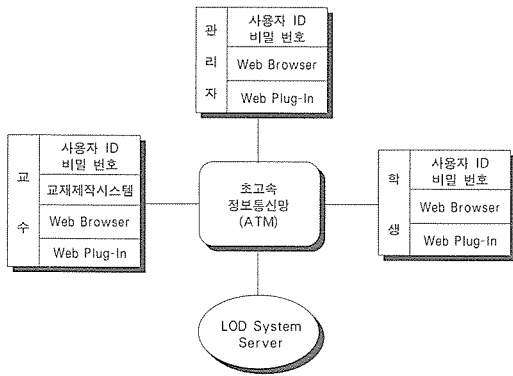 관리자
사용자 ID
비밀 번호
Web Browser
Web Plug-In
교수
사용자 ID
비밀 번호
교재제작시스템
Web Browser
Web Plug-In
초고속
정보통신망
(ATM)
학생
사용자 ID
비밀 번호
Web Browser
Web Plug-In
LOD System
Server